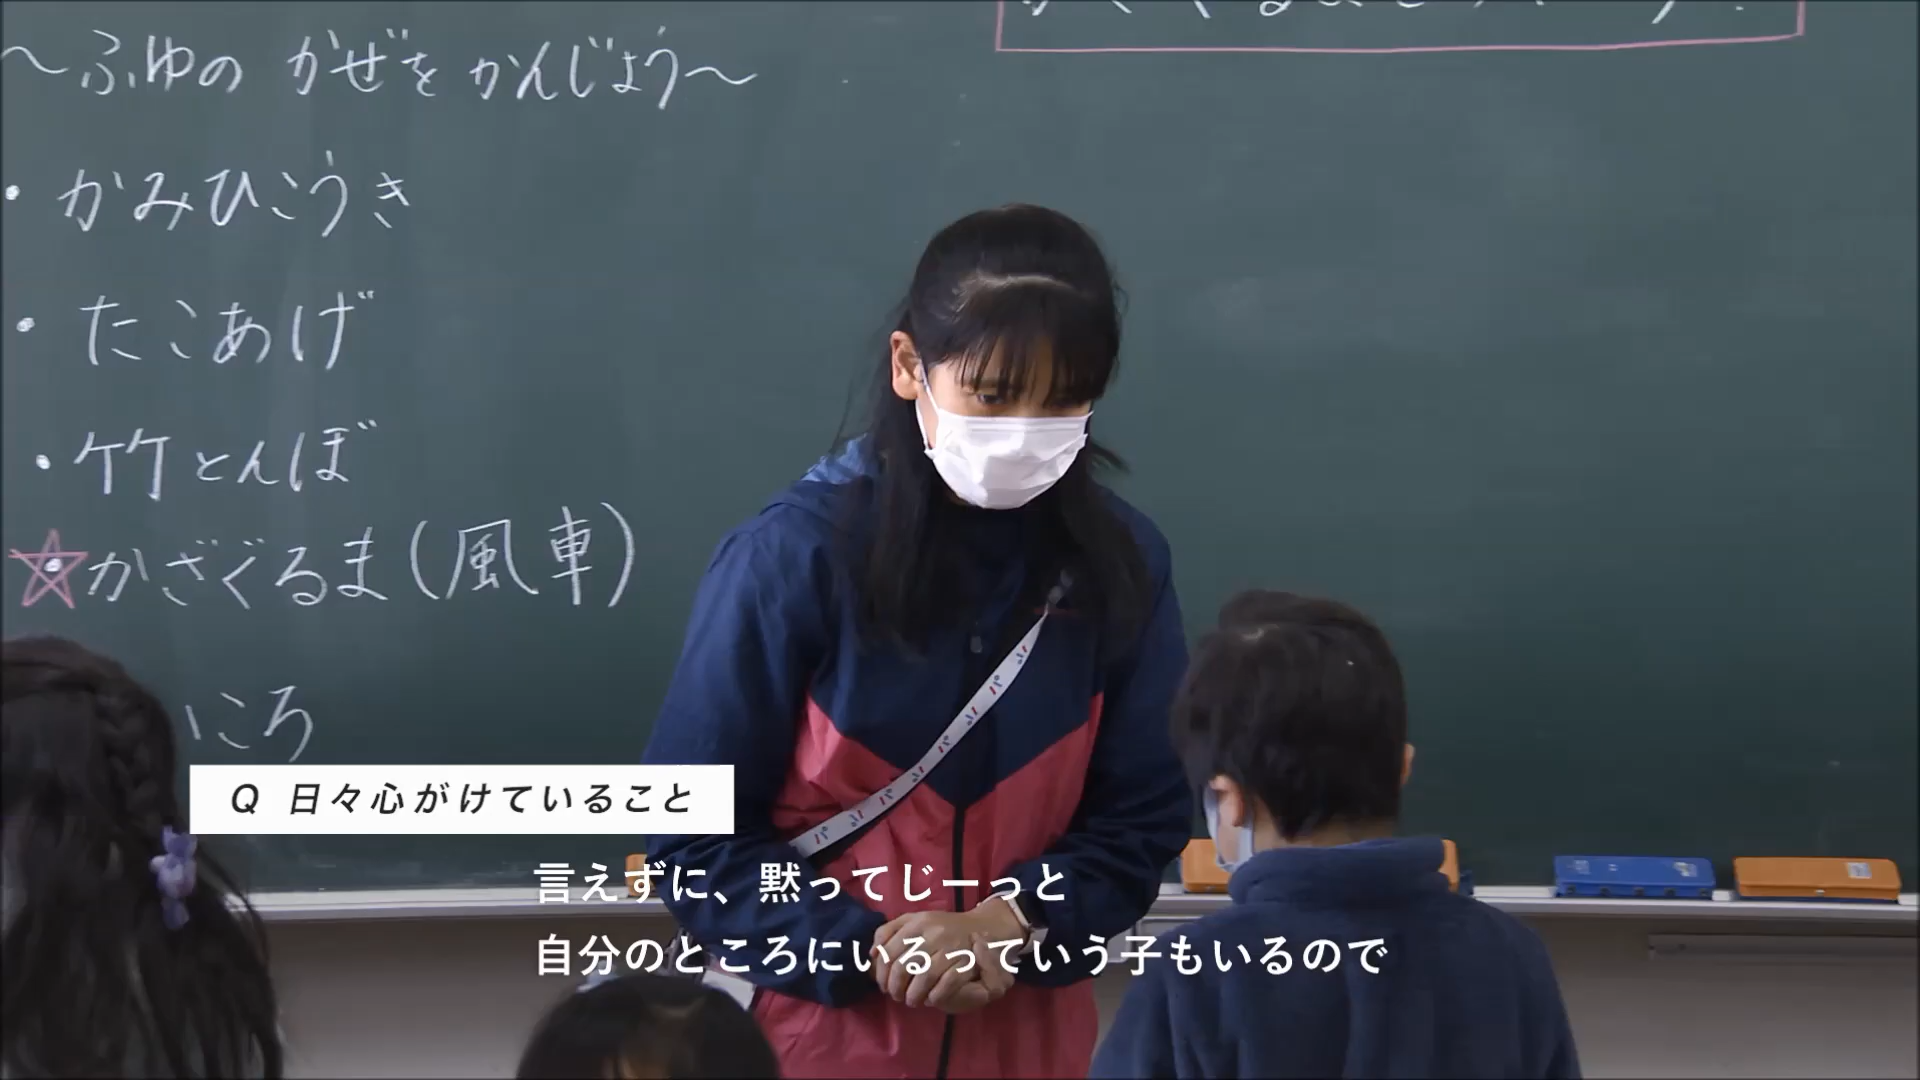 ～ふゆの かぜを かんじよう～
・かみひこうき
・たこあげ
・竹とんぼ
☆かざぐるま(風車)
いころ
Q 日々心がけていること
言えずに、黙ってじーっと
自分のところにいるっていう子もいるので